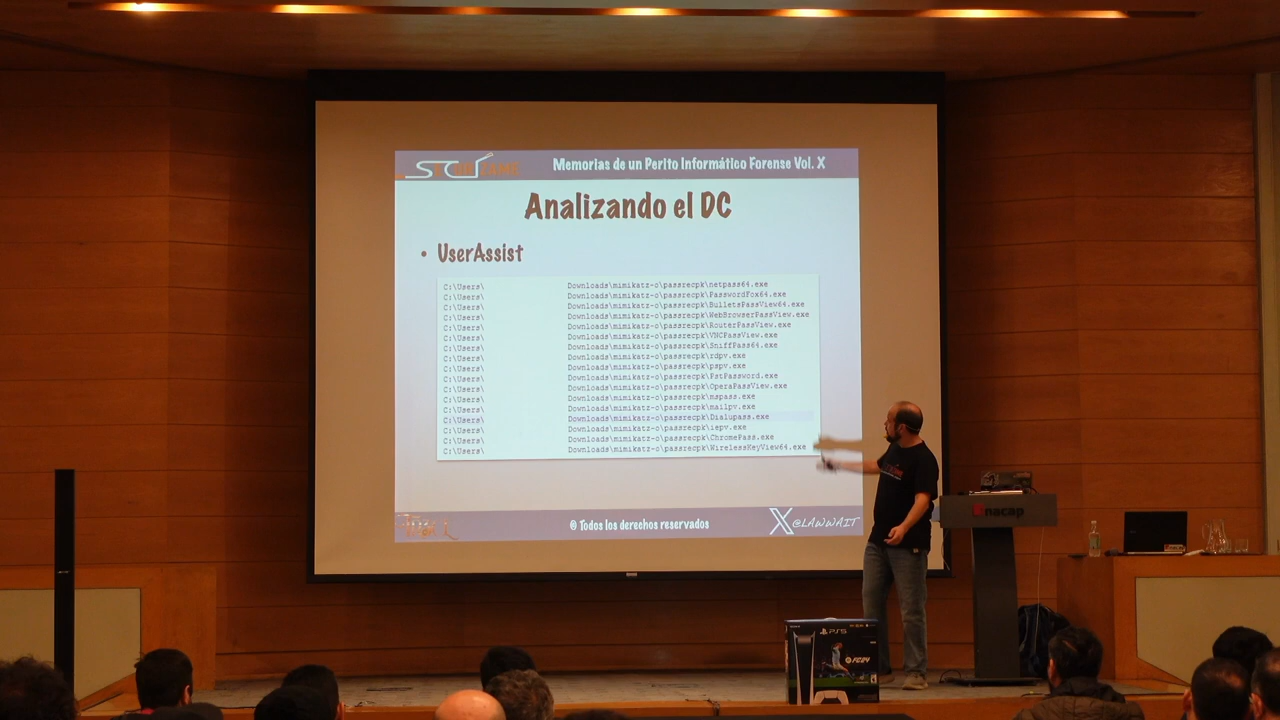 Memorias de un Perito Informático Forense Vol. X
Analizando el DC
• UserAssist
C:\Users\ Downloads\mimikatz-o\passrecpk\netpass64.exe
C:\Users\ Downloads\mimikatz-o\passrecpk\PasswordFox64.exe
C:\Users\ Downloads\mimikatz-o\passrecpk\BulletsPassView64.exe
C:\Users\ Downloads\mimikatz-o\passrecpk\WebBrowserPassView.exe
C:\Users\ Downloads\mimikatz-o\passrecpk\RouterPassView.exe
C:\Users\ Downloads\mimikatz-o\passrecpk\VNCPassView.exe
C:\Users\ Downloads\mimikatz-o\passrecpk\SniffPass64.exe
C:\Users\ Downloads\mimikatz-o\passrecpk\rdpv.exe
C:\Users\ Downloads\mimikatz-o\passrecpk\pspv.exe
C:\Users\ Downloads\mimikatz-o\passrecpk\PstPassword.exe
C:\Users\ Downloads\mimikatz-o\passrecpk\OperaPassView.exe
C:\Users\ Downloads\mimikatz-o\passrecpk\mspass.exe
C:\Users\ Downloads\mimikatz-o\passrecpk\mailpv.exe
C:\Users\ Downloads\mimikatz-o\passrecpk\Dialupass.exe
C:\Users\ Downloads\mimikatz-o\passrecpk\iepv.exe
C:\Users\ Downloads\mimikatz-o\passrecpk\ChromePass.exe
C:\Users\ Downloads\mimikatz-o\passrecpk\WirelessKeyView64.exe
© Todos los derechos reservados
X @LAWWAIT
inacap
PS5
FC24